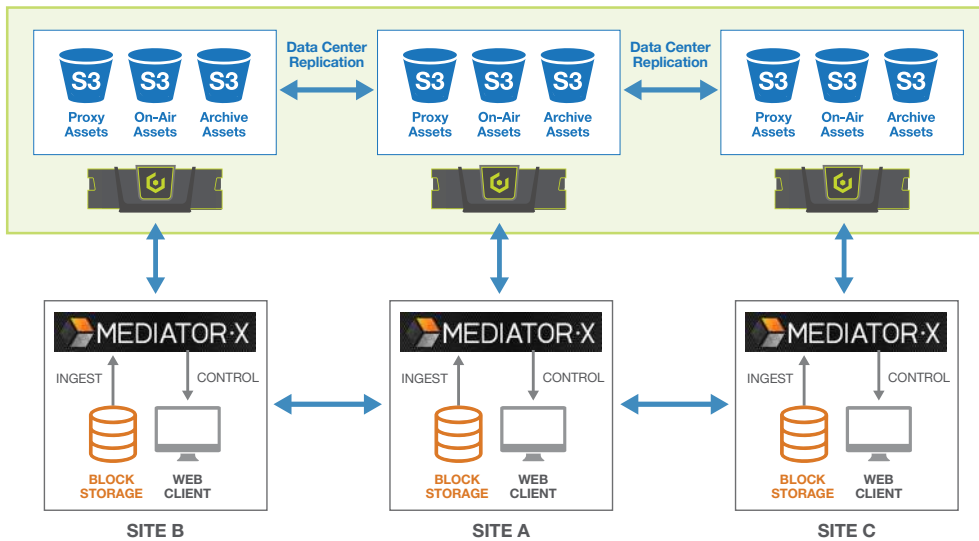 S3 S3 S3
Proxy Assets On-Air Assets Archive Assets
Data Center
Replication
S3 S3 S3
Proxy Assets On-Air Assets Archive Assets
Data Center
Replication
S3 S3 S3
Proxy Assets On-Air Assets Archive Assets
MEDIATOR·X
INGEST
CONTROL
BLOCK STORAGE
WEB CLIENT
SITE B
MEDIATOR·X
INGEST
CONTROL
BLOCK STORAGE
WEB CLIENT
SITE A
MEDIATOR·X
INGEST
CONTROL
BLOCK STORAGE
WEB CLIENT
SITE C